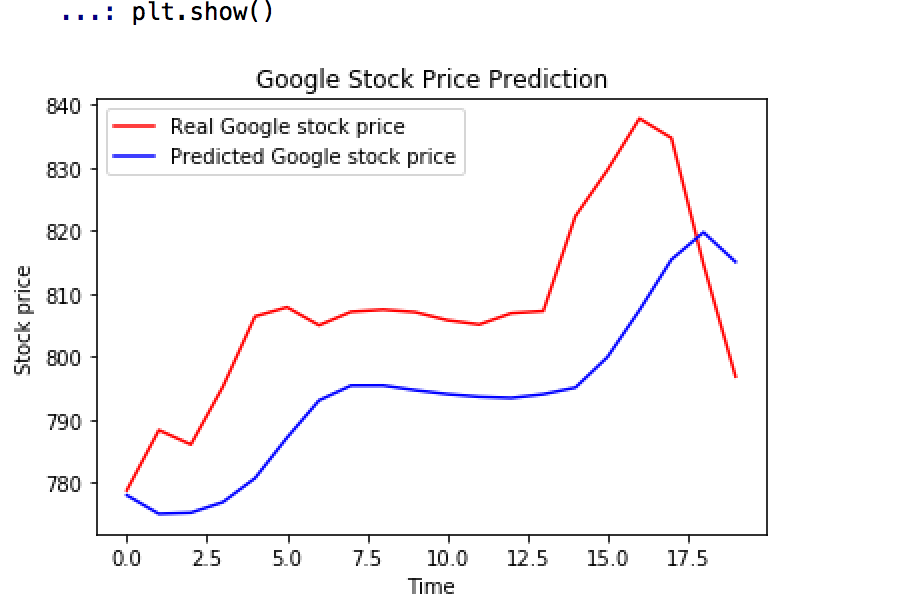 ...: plt.show()
Google Stock Price Prediction
840
830
820
810
800
790
780
Real Google stock price
Predicted Google stock price
Stock price
0.0 2.5 5.0 7.5 10.0 12.5 15.0 17.5
Time